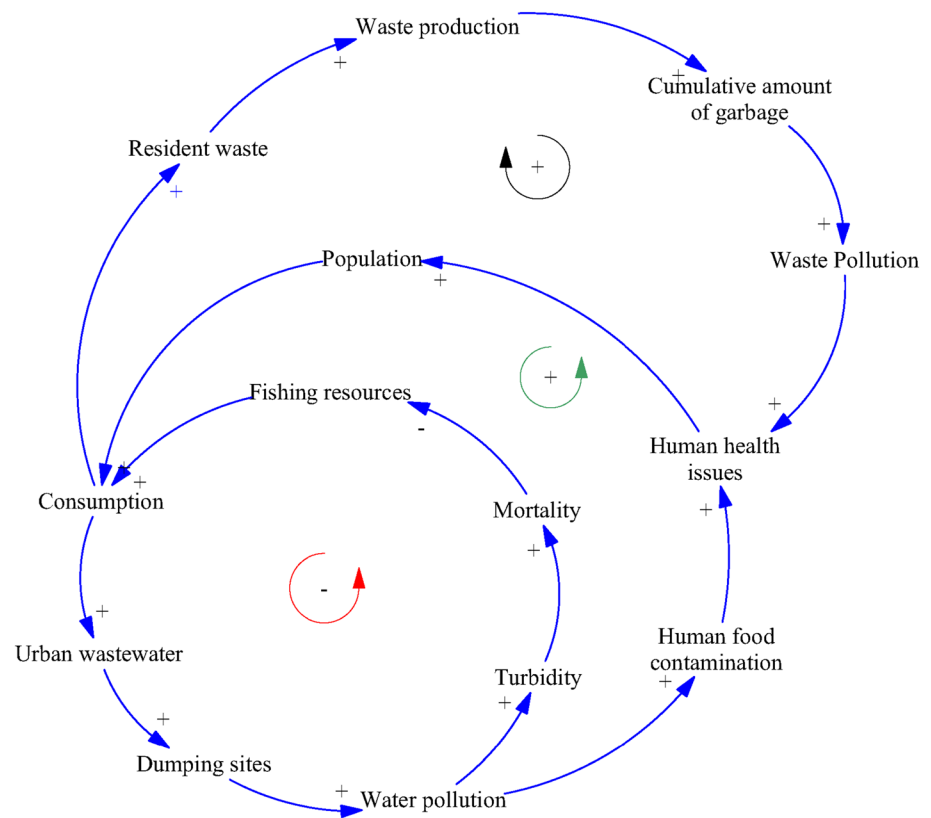 Waste production
+
+
Cumulative amount
of garbage
Resident waste
+
+
+
Waste Pollution
Population
+
+
Fishing resources
-
+
Human health
issues
+
+
Consumption
+
Mortality
+
-
+
Urban wastewater
Human food
contamination
+
Turbidity
+
+
Dumping sites
+
Water pollution